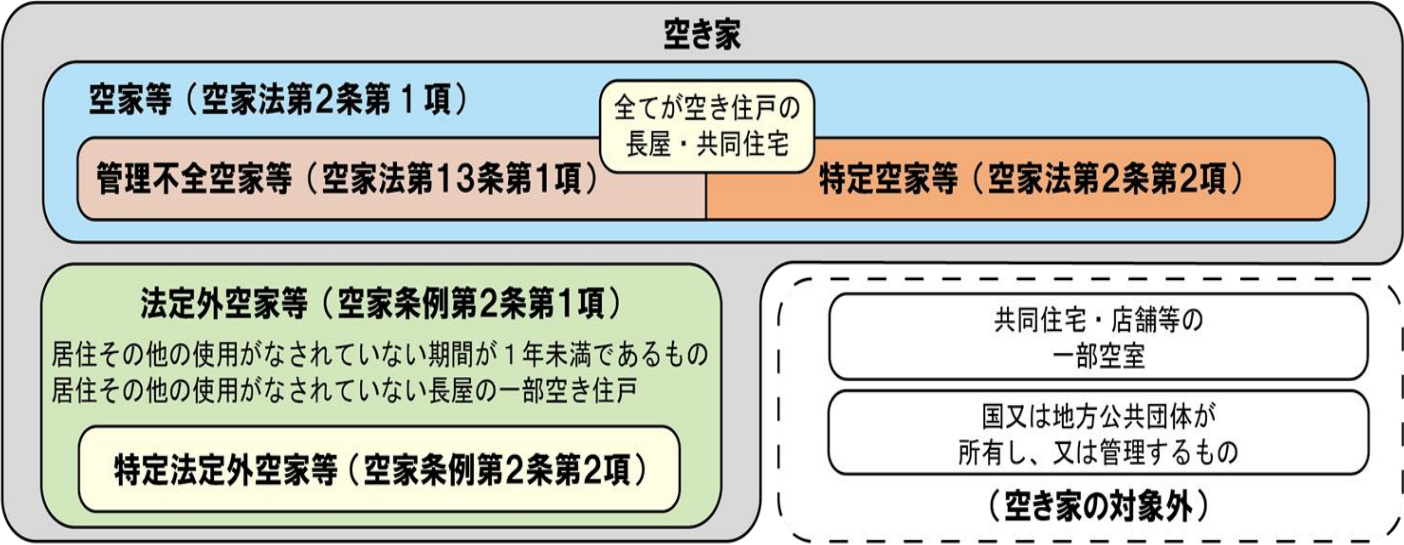 空き家
空家等（空家法第2条第１項）
全てが空き住戸の
長屋・共同住宅
管理不全空家等（空家法第13条第1項）
特定空家等（空家法第2条第2項）
法定外空家等（空家条例第2条第1項）
居住その他の使用がなされていない期間が１年未満であるもの
居住その他の使用がなされていない長屋の一部空き住戸
特定法定外空家等（空家条例第2条第2項）
共同住宅・店舗等の
一部空室
国又は地方公共団体が
所有し、又は管理するもの
（空き家の対象外）